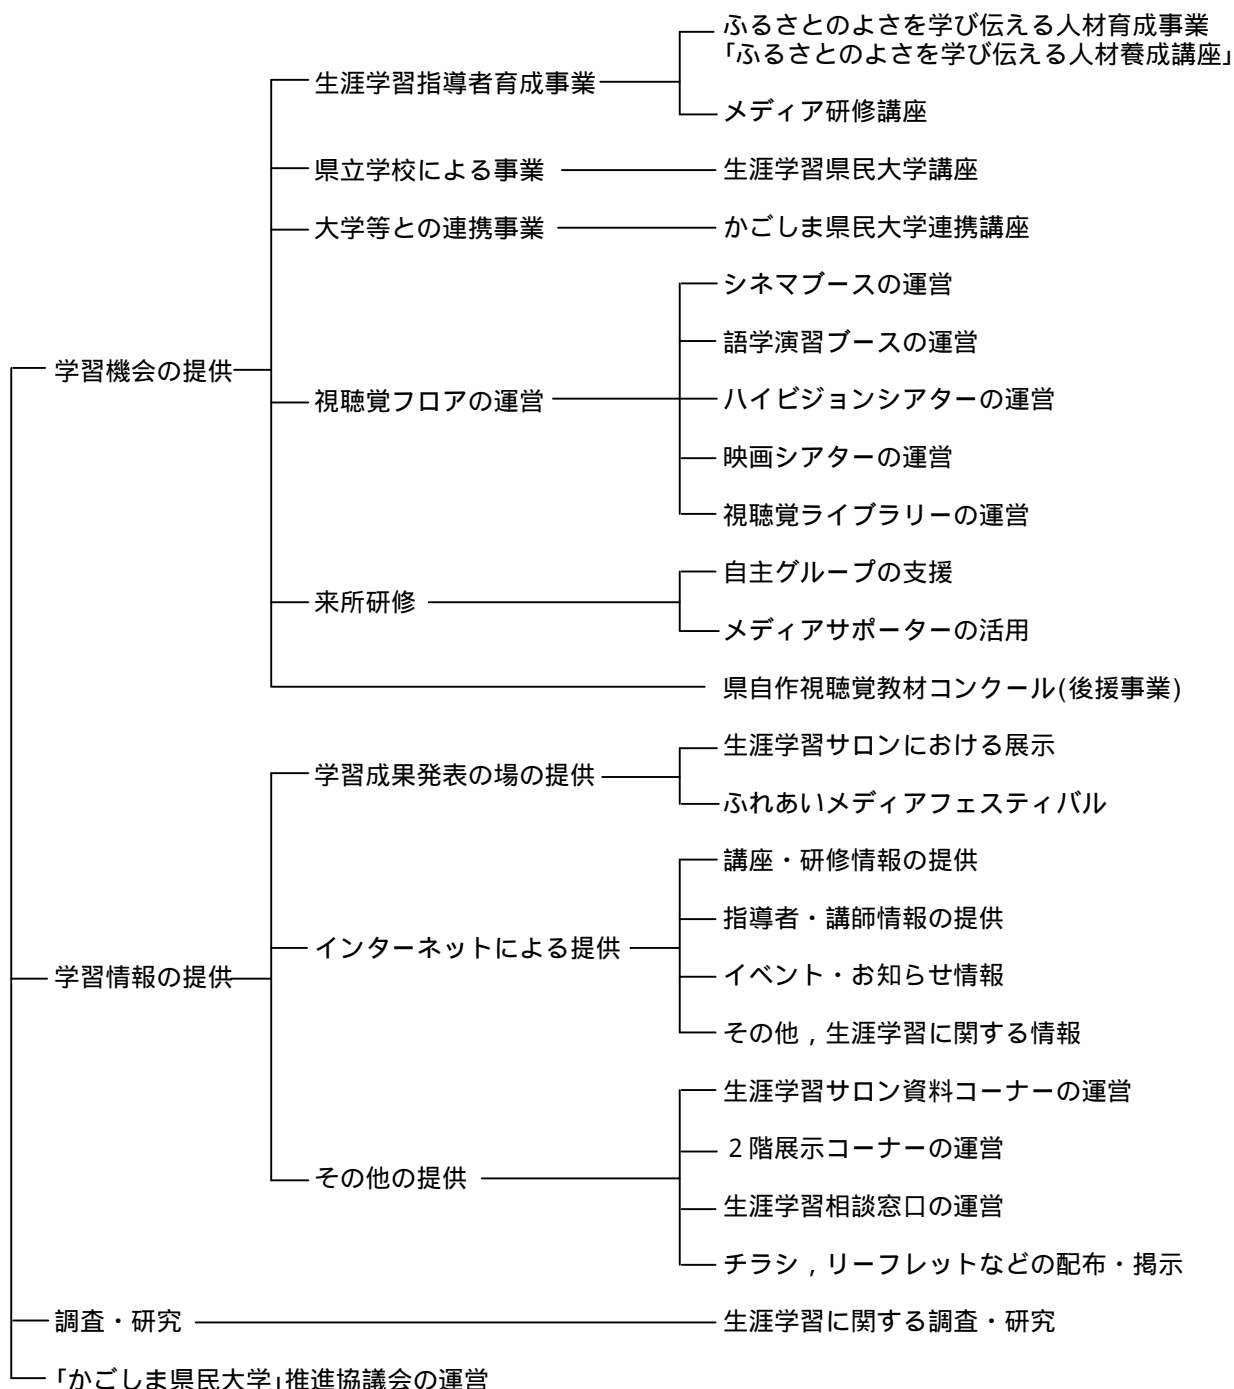 ふるさとのよさを学び伝える人材育成事業
「ふるさとのよさを学び伝える人材養成講座」
生涯学習指導者育成事業
メディア研修講座
県立学校による事業
生涯学習県民大学講座
大学等との連携事業
かごしま県民大学連携講座
シネマブースの運営
語学演習ブースの運営
学習機会の提供
視聴覚フロアの運営
ハイビジョンシアターの運営
映画シアターの運営
視聴覚ライブラリーの運営
自主グループの支援
来所研修
メディアサポーターの活用
県自作視聴覚教材コンクール(後援事業)
生涯学習サロンにおける展示
学習成果発表の場の提供
ふれあいメディアフェスティバル
講座・研修情報の提供
指導者・講師情報の提供
インターネットによる提供
学習情報の提供
イベント・お知らせ情報
その他，生涯学習に関する情報
生涯学習サロン資料コーナーの運営
２階展示コーナーの運営
その他の提供
生涯学習相談窓口の運営
チラシ，リーフレットなどの配布・掲示
調査・研究
生涯学習に関する調査・研究
「かごしま県民大学」推進協議会の運営